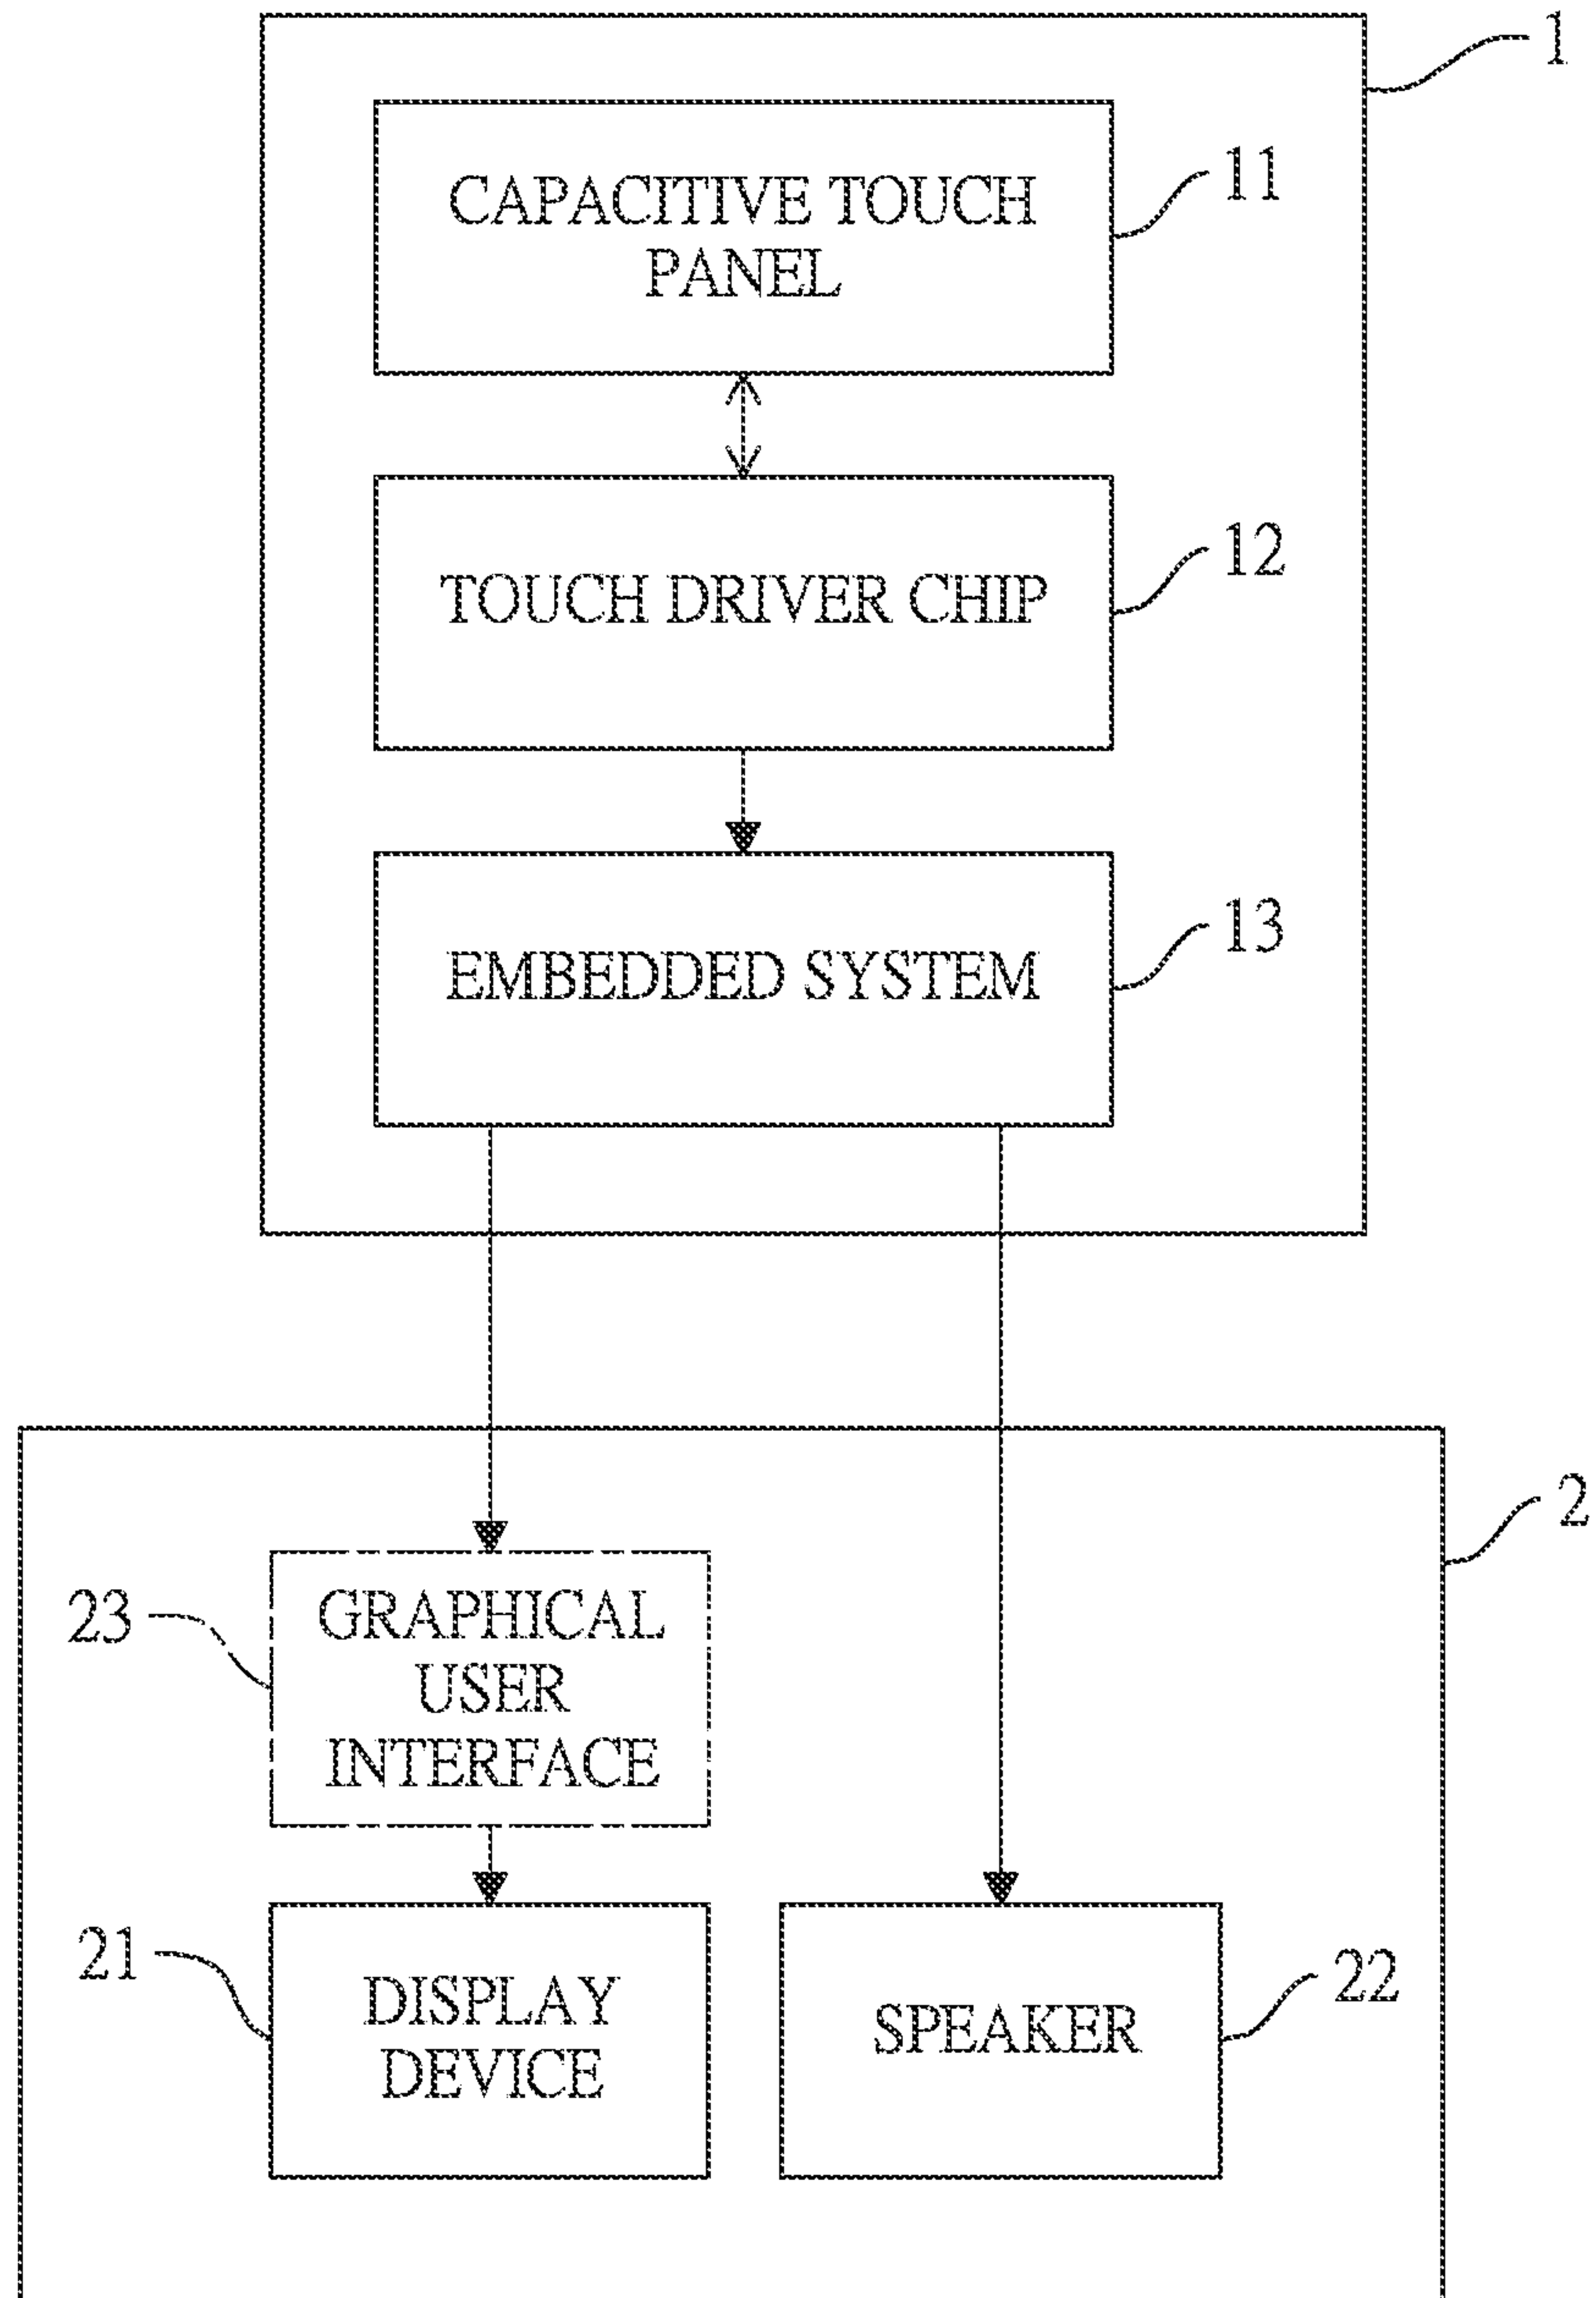 1
CAPACITIVE TOUCH
PANEL
11
TOUCH DRIVER CHIP
12
EMBEDDED SYSTEM
13
2
23
GRAPHICAL
USER
INTERFACE
21
DISPLAY
DEVICE
SPEAKER
22